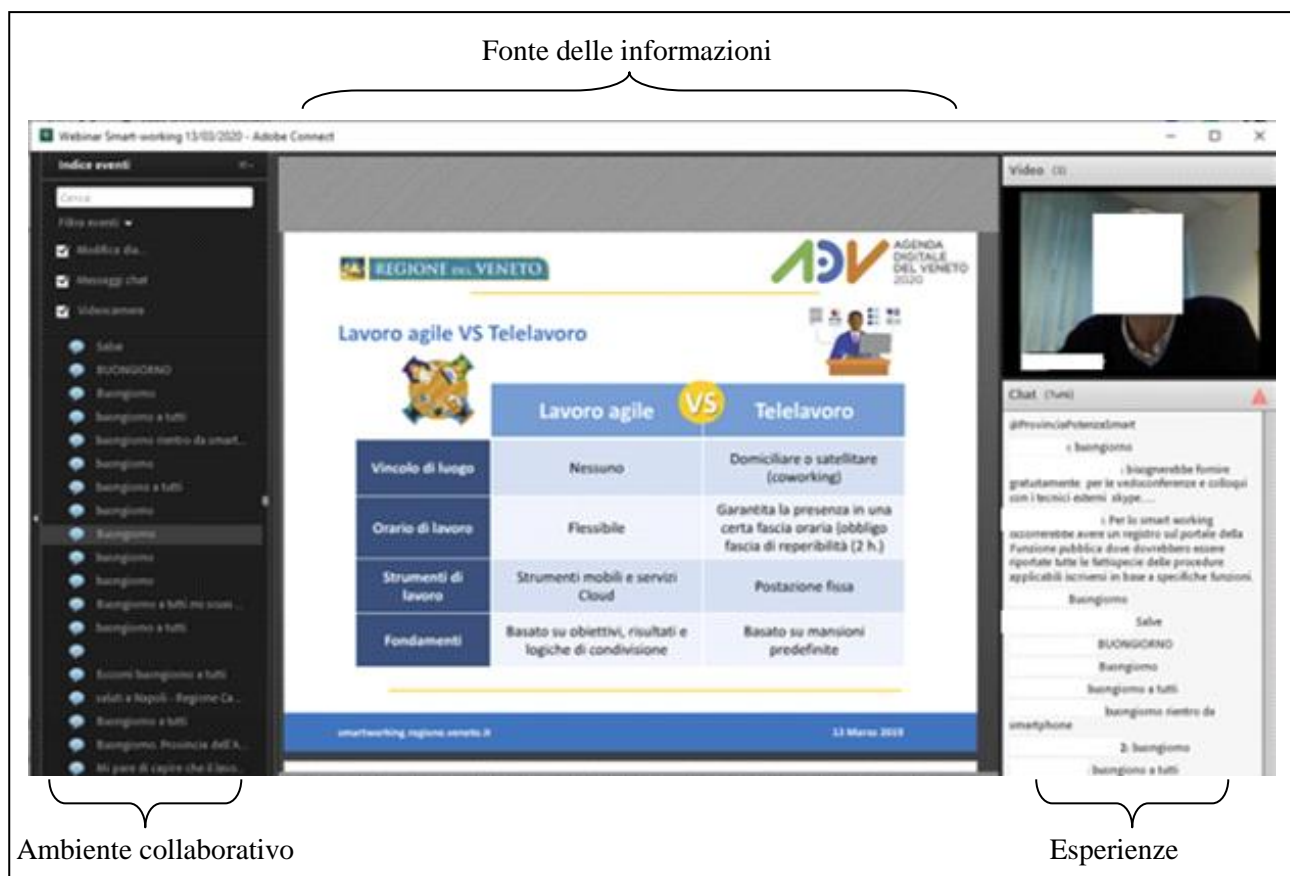 Fonte delle informazioni
Webinar Smart-working 13/03/2020 - Adobe Connect
Indice eventi
Cerca
Filtro eventi
Modifica dia...
Messaggi chat
Videocamere
Salve
BUONGIORNO
Buongiorno
buongiorno a tutti
buongiorno rientro da smart...
buongiorno
buongiono a tutti
buongiorno
Buongiorno
buongiorno
buongiorno
Buongiorno a tutti mi
buongiorno a tutti
Eccomi buongiorno a tutti
saluti a Napoli - Regione Ca...
Buongiorno a tutti
Buongiorno. Provincia dell'A...
Mi pare di capire che il lavo...
REGIONE DEL VENETO
ADV
AGENDA
DIGITALE
DEL VENETO
2020
Lavoro agile VS Telelavoro
Lavoro agile
VS
Telelavoro
Vincolo di luogo
Nessuno
Domiciliare o satellitare
(coworking)
Orario di lavoro
Flessibile
Garantita la presenza in una
certa fascia oraria (obbligo
fascia di reperibilità (2 h.)
Strumenti di
lavoro
Strumenti mobili e servizi
Cloud
Postazione fissa
Fondamenti
Basato su obiettivi, risultati e
logiche di condivisione
Basato su mansioni
predefinite
smartworking.regione.veneto.it
13 Marzo 2019
Video
Chat (Tutti)
@ProvinciaPotenzaSmart
: buongiorno
: bisognerebbe fornire
gratuitamente per le vedoconferenze e colloqui
con i tecnici esterni skype....
: Per lo smart working
occorrerebbe avere un registro sul portale della
Funzione pubblica dove dovrebbero essere
riportate tutte le fattispecie delle procedure
applicabili in base a specifiche funzioni.
Buongiorno
Salve
BUONGIORNO
Buongiorno
buongiorno a tutti
buongiorno rientro da
smartphone
2: buongiorno
buongiono a tutti
Ambiente collaborativo
Esperienze